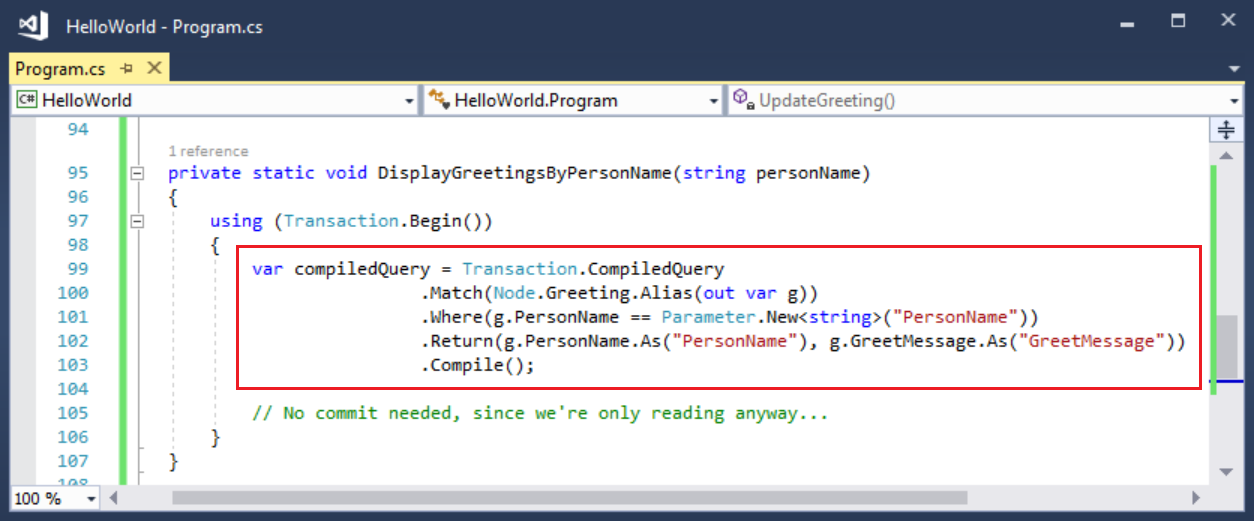 HelloWorld - Program.cs
Program.cs
C# HelloWorld HelloWorld.Program UpdateGreeting()
94
1 reference
95 private static void DisplayGreetingsByPersonName(string personName)
96 {
97 using (Transaction.Begin())
98 {
99 var compiledQuery = Transaction.CompiledQuery
100 .Match(Node.Greeting.Alias(out var g))
101 .Where(g.PersonName == Parameter.New<string>("PersonName"))
102 .Return(g.PersonName.As("PersonName"), g.GreetMessage.As("GreetMessage"))
103 .Compile();
104
105 // No commit needed, since we're only reading anyway...
106 }
107 }
108
100 %